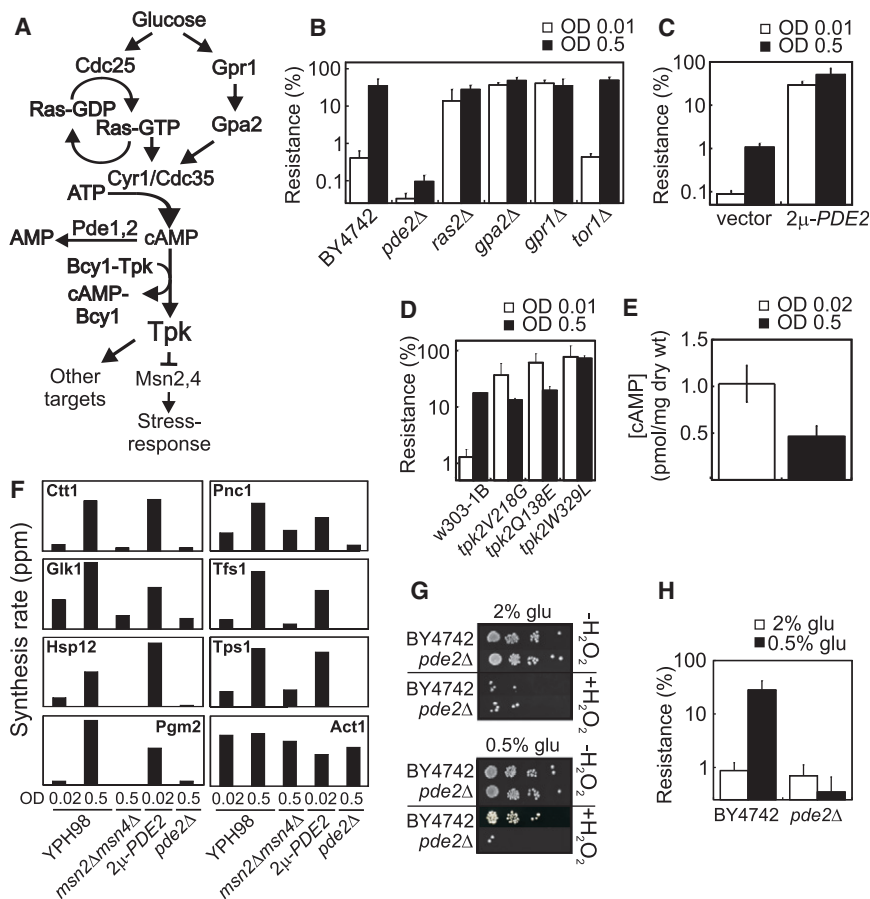 A
Glucose
Cdc25
Gpr1
Ras-GDP
Ras-GTP
Gpa2
Cyr1/Cdc35
ATP
AMP
Pde1,2
cAMP
Bcy1-Tpk
cAMP-
Bcy1
Tpk
Other
targets
Msn2,4
Stress-
response
B
OD 0.01
OD 0.5
Resistance (%)
100
10
1
0.1
BY4742
pde2Δ
ras2Δ
gpa2Δ
gpr1Δ
tor1Δ
C
OD 0.01
OD 0.5
Resistance (%)
100
10
1
0.1
vector
2μ-PDE2
D
OD 0.01
OD 0.5
Resistance (%)
100
10
1
w303-1B
tpk2V218G
tpk2Q138E
tpk2W329L
E
OD 0.02
OD 0.5
[cAMP]
(pmol/mg dry wt)
1.5
1.0
0.5
F
Synthesis rate (ppm)
Ctt1
Pnc1
Glk1
Tfs1
Hsp12
Tps1
Pgm2
Act1
OD 0.02 0.5 0.5 0.02 0.5 0.02 0.5 0.5 0.02 0.5
YPH98
msn2Δmsn4Δ
2μ-PDE2
pde2Δ
YPH98
msn2Δmsn4Δ
2μ-PDE2
pde2Δ
G
2% glu
BY4742
pde2Δ
-H2O2
BY4742
pde2Δ
+H2O2
0.5% glu
BY4742
pde2Δ
-H2O2
BY4742
pde2Δ
+H2O2
H
2% glu
0.5% glu
Resistance (%)
100
10
1
BY4742
pde2Δ